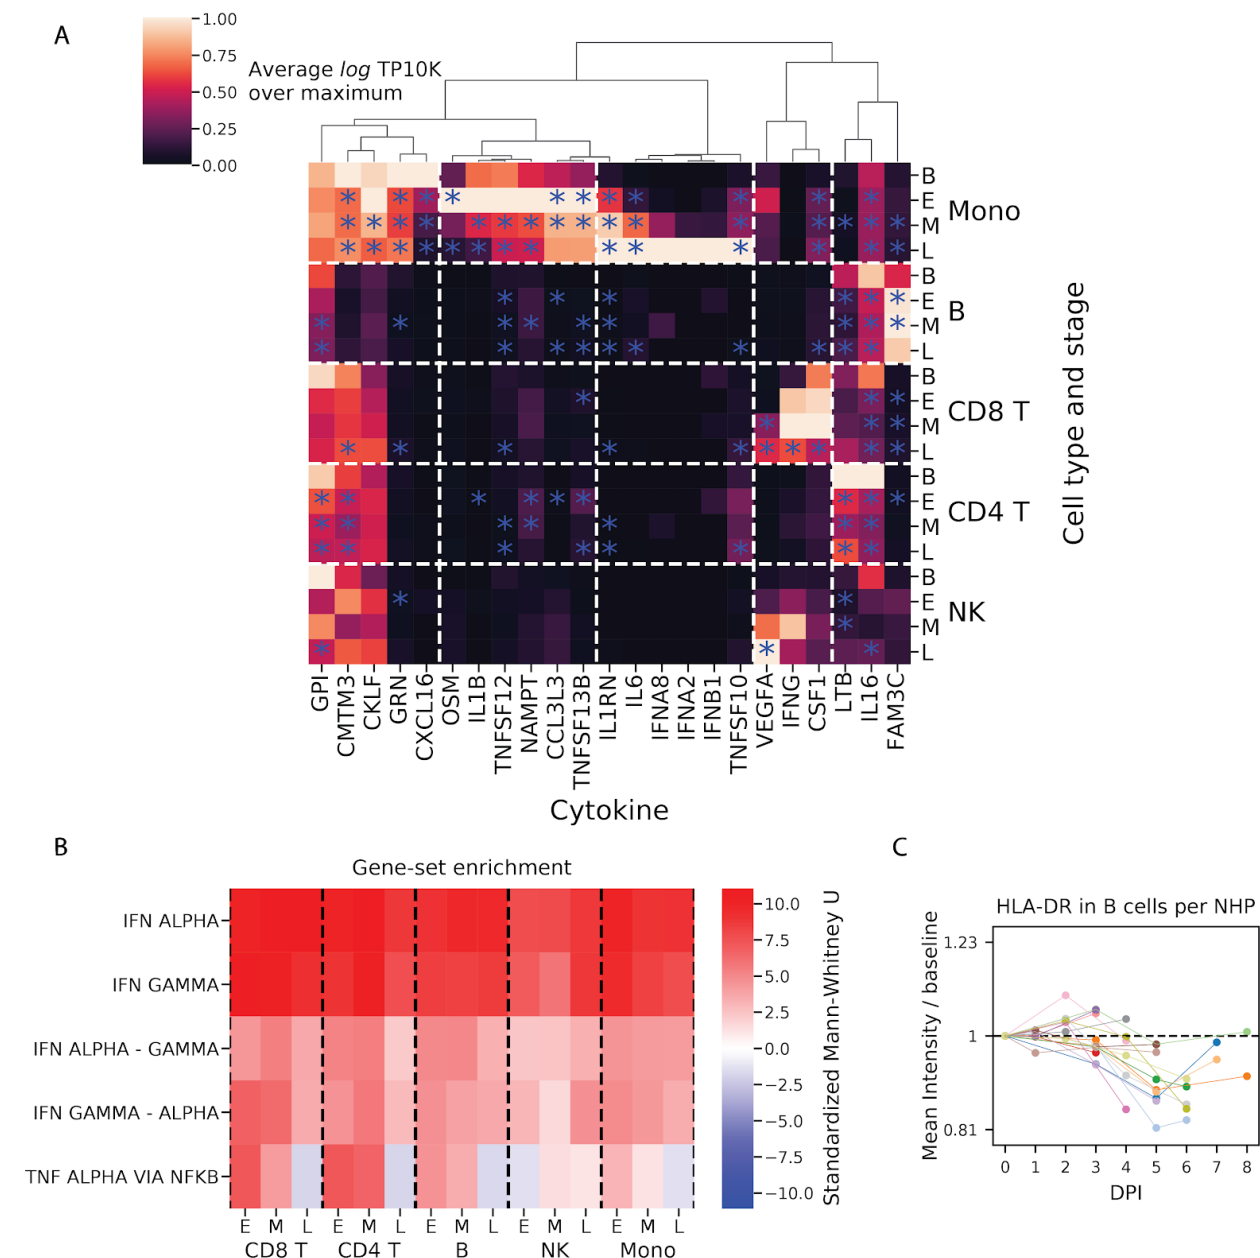 A
1.00
0.75
0.50
0.25
0.00
Average log TP10K
over maximum
B
E
M
L
Mono
B
E
M
L
B
B
E
M
L
CD8 T
B
E
M
L
CD4 T
B
E
M
L
NK
Cell type and stage
GPI
CMTM3
CKLF
GRN
CXCL16
OSM
IL1B
TNFSF12
NAMPT
CCL3L3
TNFSF13B
IL1RN
IL6
IFNA8
IFNA2
IFNB1
TNFSF10
VEGFA
IFNG
CSF1
LTB
IL16
FAM3C
Cytokine
B
Gene-set enrichment
IFN ALPHA
IFN GAMMA
IFN ALPHA - GAMMA
IFN GAMMA - ALPHA
TNF ALPHA VIA NFKB
E M L E M L E M L E M L E M L
CD8 T CD4 T B NK Mono
10.0
7.5
5.0
2.5
0.0
−2.5
−5.0
−7.5
−10.0
Standardized Mann-Whitney U
C
HLA-DR in B cells per NHP
Mean Intensity / baseline
1.23
1
0.81
0 1 2 3 4 5 6 7 8
DPI